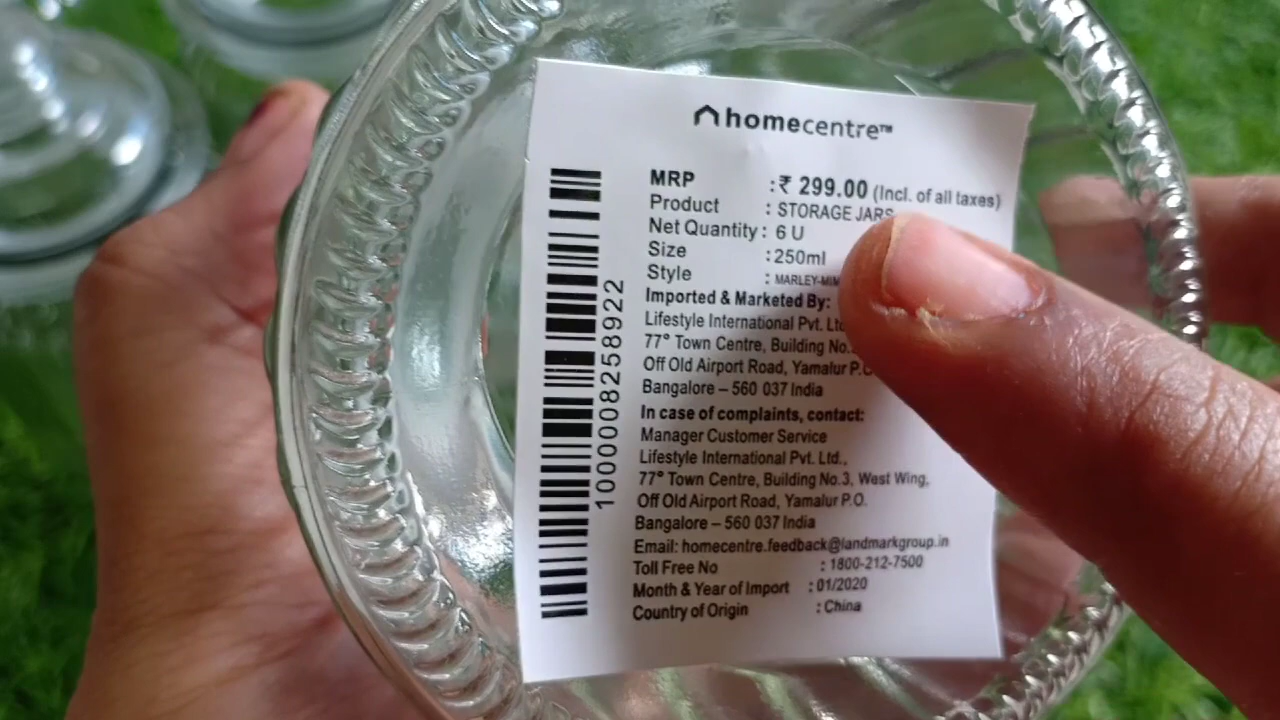 homecentre™
MRP : ₹ 299.00 (Incl. of all taxes)
Product : STORAGE JARS
Net Quantity : 6 U
Size : 250ml
Style :
Imported & Marketed By:
Lifestyle International Pvt. Ltd
77° Town Centre, Building No.
Off Old Airport Road, Yamalur P.O
Bangalore – 560 037 India
In case of complaints, contact:
Manager Customer Service
Lifestyle International Pvt. Ltd.,
77° Town Centre, Building No.3, West Wing,
Off Old Airport Road, Yamalur P.O.
Bangalore – 560 037 India
Email: homecentre.feedback@landmarkgroup.in
Toll Free No : 1800-212-7500
Month & Year of Import : 01/2020
Country of Origin : China
1000008258922